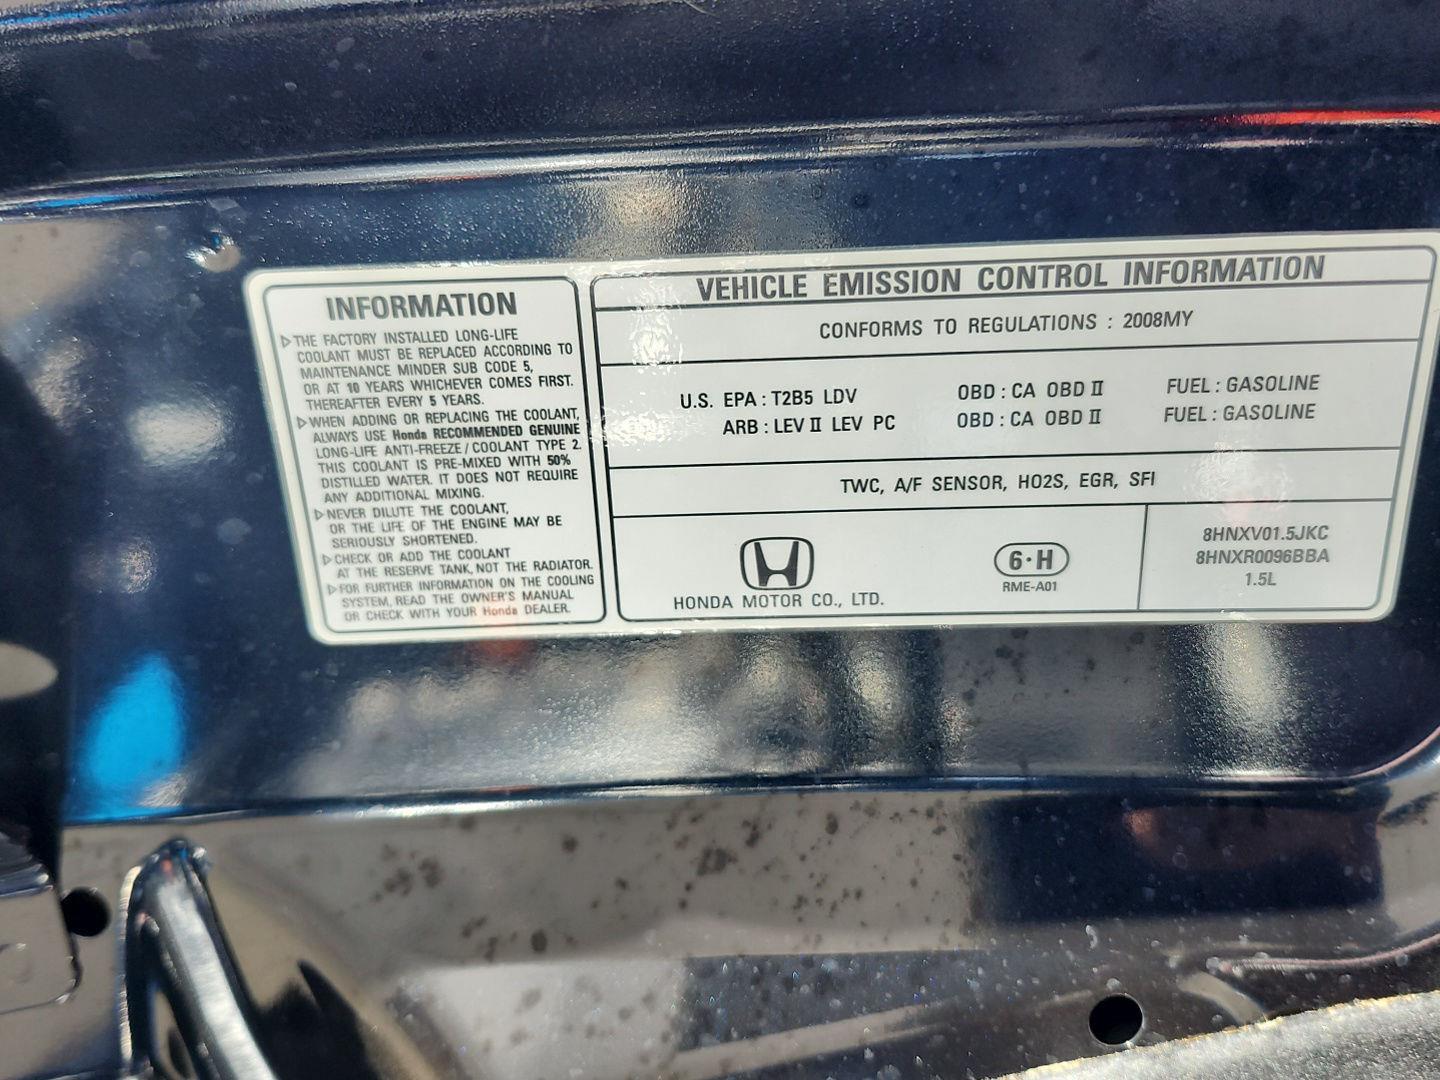 INFORMATION
▷THE FACTORY INSTALLED LONG-LIFE
COOLANT MUST BE REPLACED ACCORDING TO
MAINTENANCE MINDER SUB CODE 5,
OR AT 10 YEARS WHICHEVER COMES FIRST.
THEREAFTER EVERY 5 YEARS.
▷WHEN ADDING OR REPLACING THE COOLANT,
ALWAYS USE Honda RECOMMENDED GENUINE
LONG-LIFE ANTI-FREEZE/COOLANT TYPE 2.
THIS COOLANT IS PRE-MIXED WITH 50%
DISTILLED WATER. IT DOES NOT REQUIRE
ANY ADDITIONAL MIXING.
▷NEVER DILUTE THE COOLANT,
OR THE LIFE OF THE ENGINE MAY BE
SERIOUSLY SHORTENED.
▷CHECK OR ADD THE COOLANT
AT THE RESERVE TANK, NOT THE RADIATOR.
▷FOR FURTHER INFORMATION ON THE COOLING
SYSTEM, READ THE OWNER'S MANUAL
OR CHECK WITH YOUR Honda DEALER.
VEHICLE EMISSION CONTROL INFORMATION
CONFORMS TO REGULATIONS : 2008MY
U.S. EPA : T2B5 LDV OBD : CA OBD II FUEL : GASOLINE
ARB : LEV II LEV PC OBD : CA OBD II FUEL : GASOLINE
TWC, A/F SENSOR, HO2S, EGR, SFI
HONDA MOTOR CO., LTD.
6·H
RME-A01
8HNXV01.5JKC
8HNXR0096BBA
1.5L